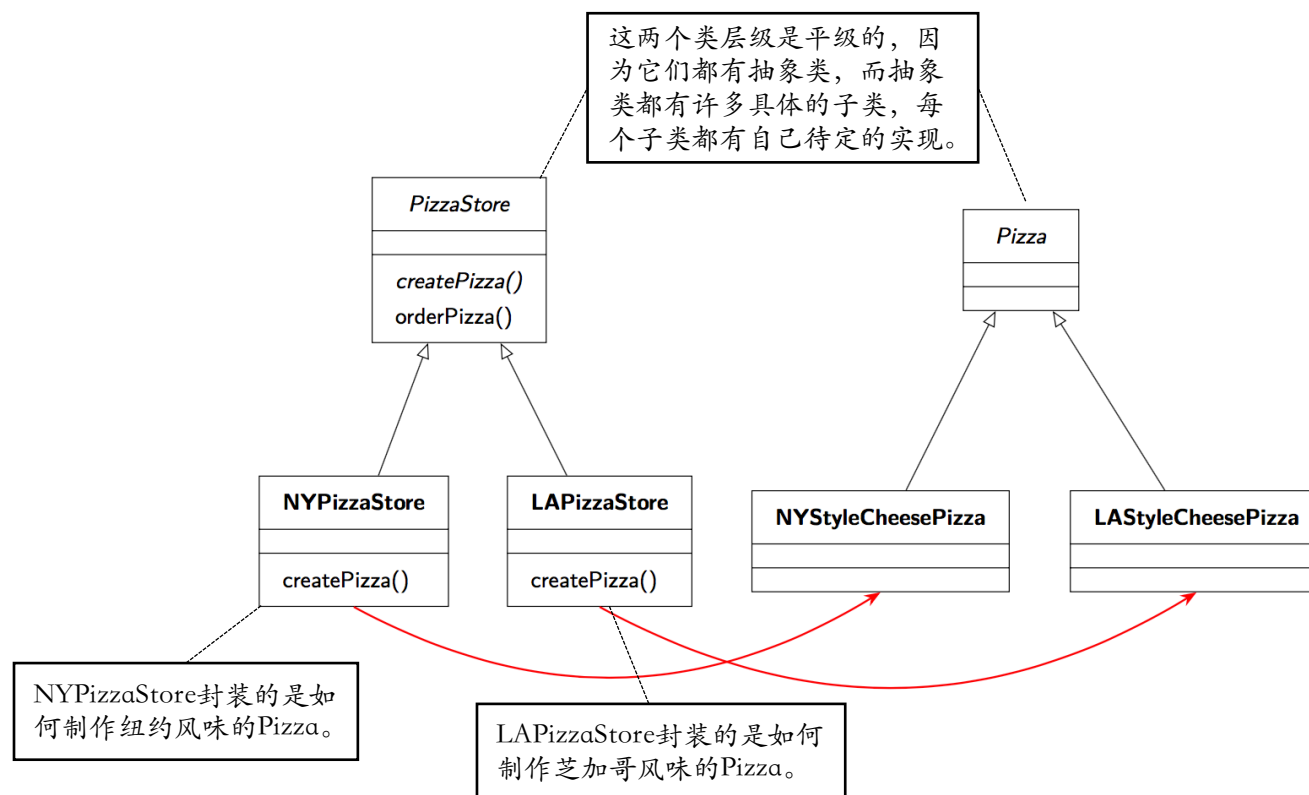 这两个类层级是平级的，因
为它们都有抽象类，而抽象
类都有许多具体的子类，每
个子类都有自己待定的实现。
PizzaStore
createPizza()
orderPizza()
Pizza
NYPizzaStore
createPizza()
LAPizzaStore
createPizza()
NYStyleCheesePizza
LAStyleCheesePizza
NYPizzaStore封装的是如
何制作纽约风味的Pizza。
LAPizzaStore封装的是如何
制作芝加哥风味的Pizza。